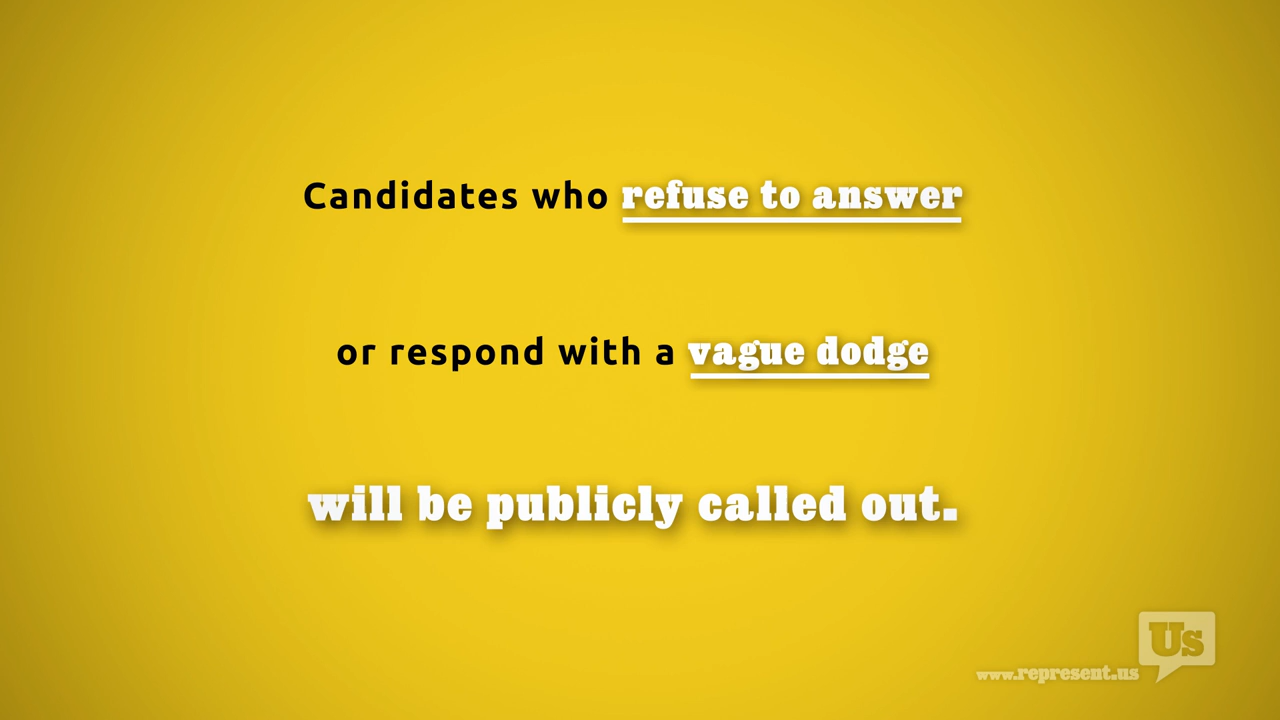 Candidates who refuse to answer
or respond with a vague dodge
will be publicly called out.
Us
www.represent.us